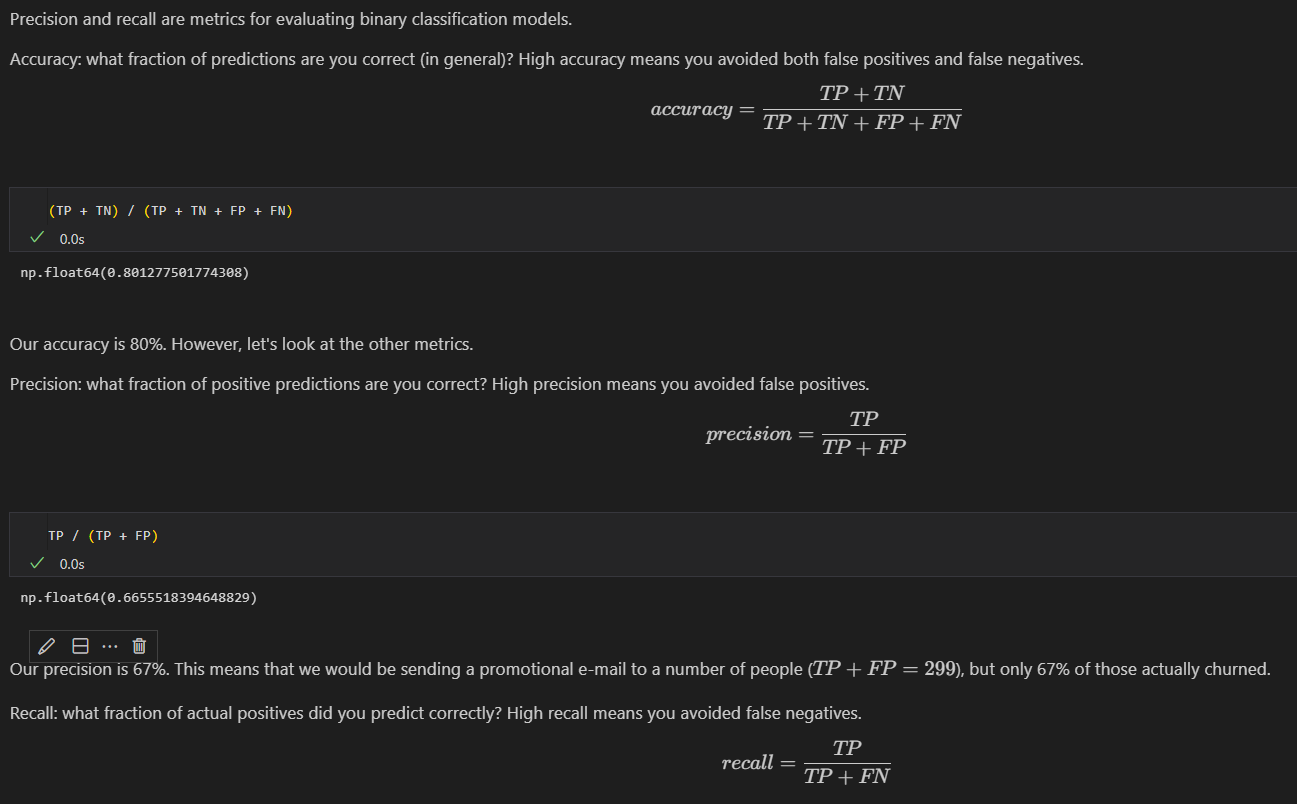 Precision and recall are metrics for evaluating binary classification models.
Accuracy: what fraction of predictions are you correct (in general)? High accuracy means you avoided both false positives and false negatives.
accuracy = \frac{TP + TN}{TP + TN + FP + FN}
(TP + TN) / (TP + TN + FP + FN)
0.0s
np.float64(0.801277501774308)
Our accuracy is 80%. However, let's look at the other metrics.
Precision: what fraction of positive predictions are you correct? High precision means you avoided false positives.
precision = \frac{TP}{TP + FP}
TP / (TP + FP)
0.0s
np.float64(0.6655518394648829)
Our precision is 67%. This means that we would be sending a promotional e-mail to a number of people (TP + FP = 299), but only 67% of those actually churned.
Recall: what fraction of actual positives did you predict correctly? High recall means you avoided false negatives.
recall = \frac{TP}{TP + FN}